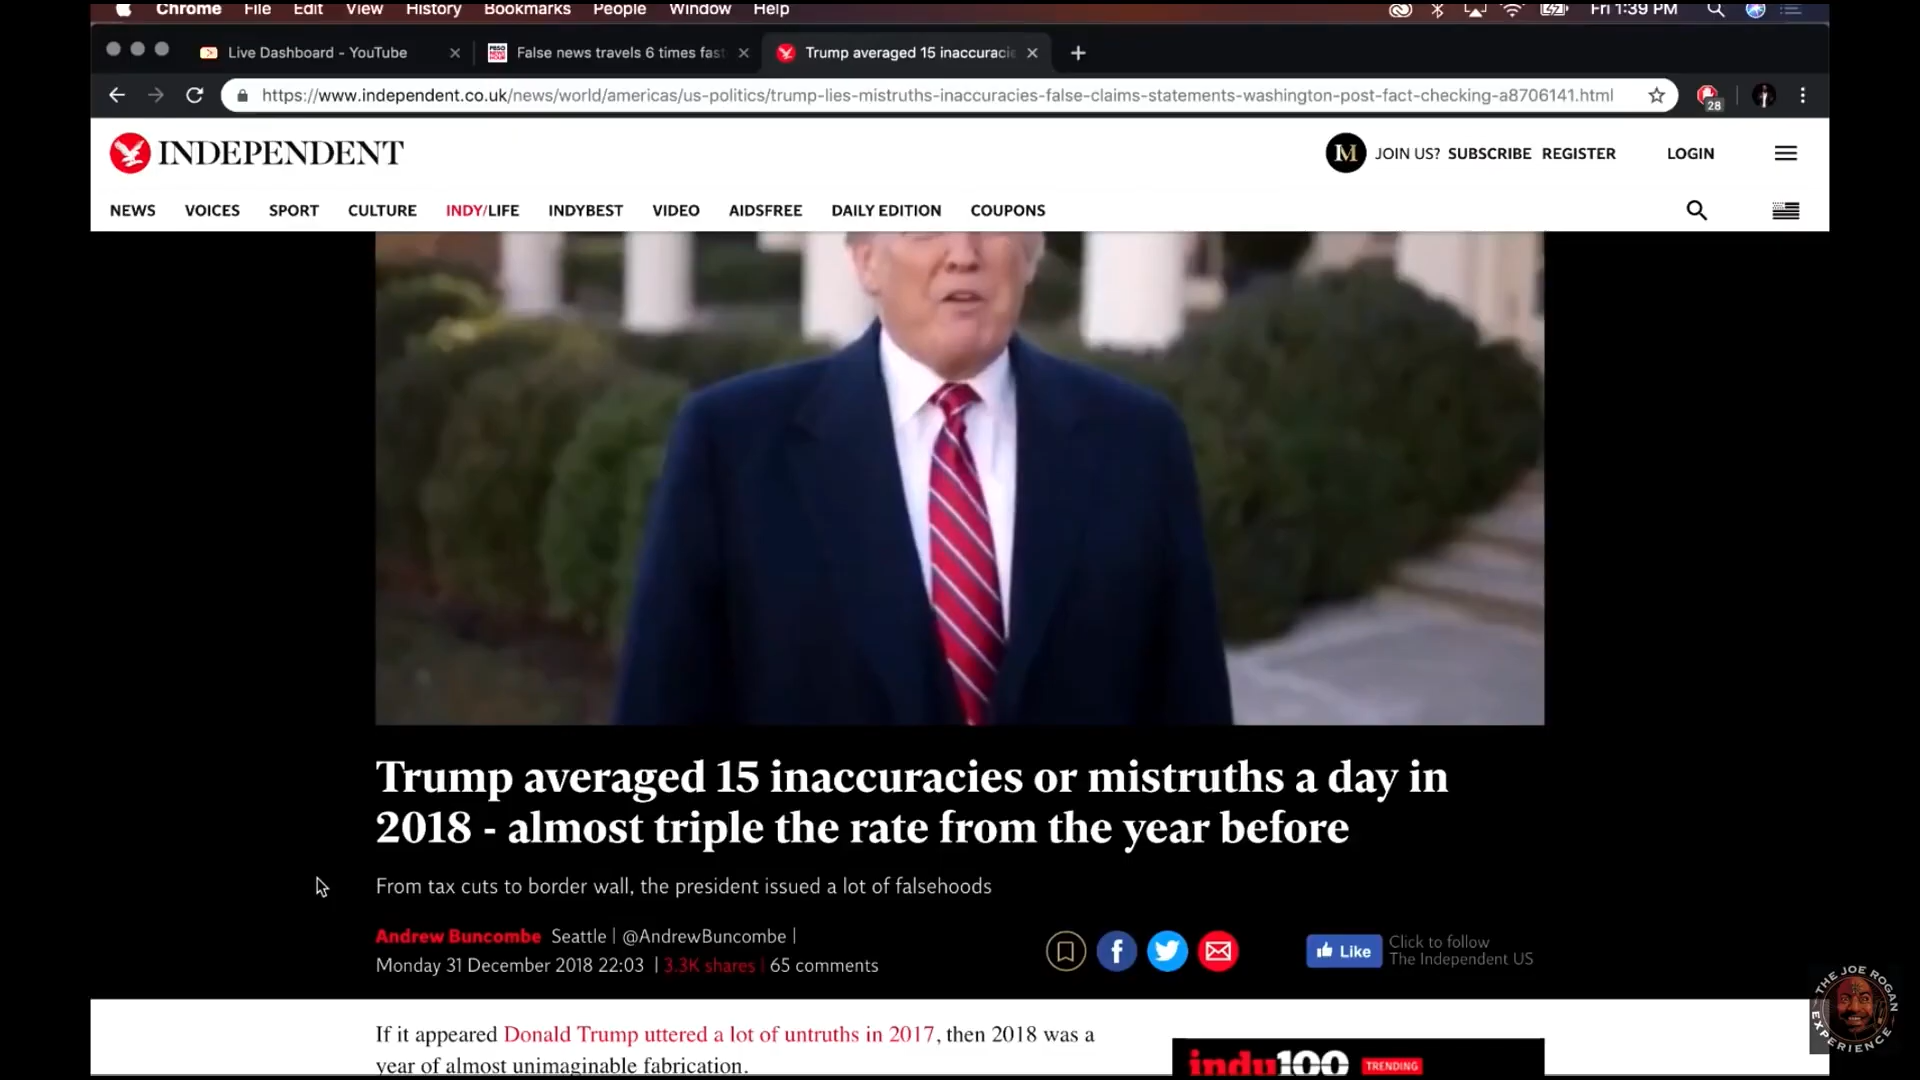 Chrome File Edit View History Bookmarks People Window Help Fri 1:39 PM
Live Dashboard - YouTube
False news travels 6 times fast
Trump averaged 15 inaccuracie
https://www.independent.co.uk/news/world/americas/us-politics/trump-lies-mistruths-inaccuracies-false-claims-statements-washington-post-fact-checking-a8706141.html
28
INDEPENDENT
M JOIN US? SUBSCRIBE REGISTER LOGIN
NEWS VOICES SPORT CULTURE INDY/LIFE INDYBEST VIDEO AIDSFREE DAILY EDITION COUPONS
Trump averaged 15 inaccuracies or mistruths a day in
2018 - almost triple the rate from the year before
From tax cuts to border wall, the president issued a lot of falsehoods
Andrew Buncombe Seattle | @AndrewBuncombe |
Monday 31 December 2018 22:03 | 3.3K shares | 65 comments
Like
Click to follow
The Independent US
If it appeared Donald Trump uttered a lot of untruths in 2017, then 2018 was a
year of almost unimaginable fabrication.
indy100 TRENDING
THE JOE ROGAN EXPERIENCE